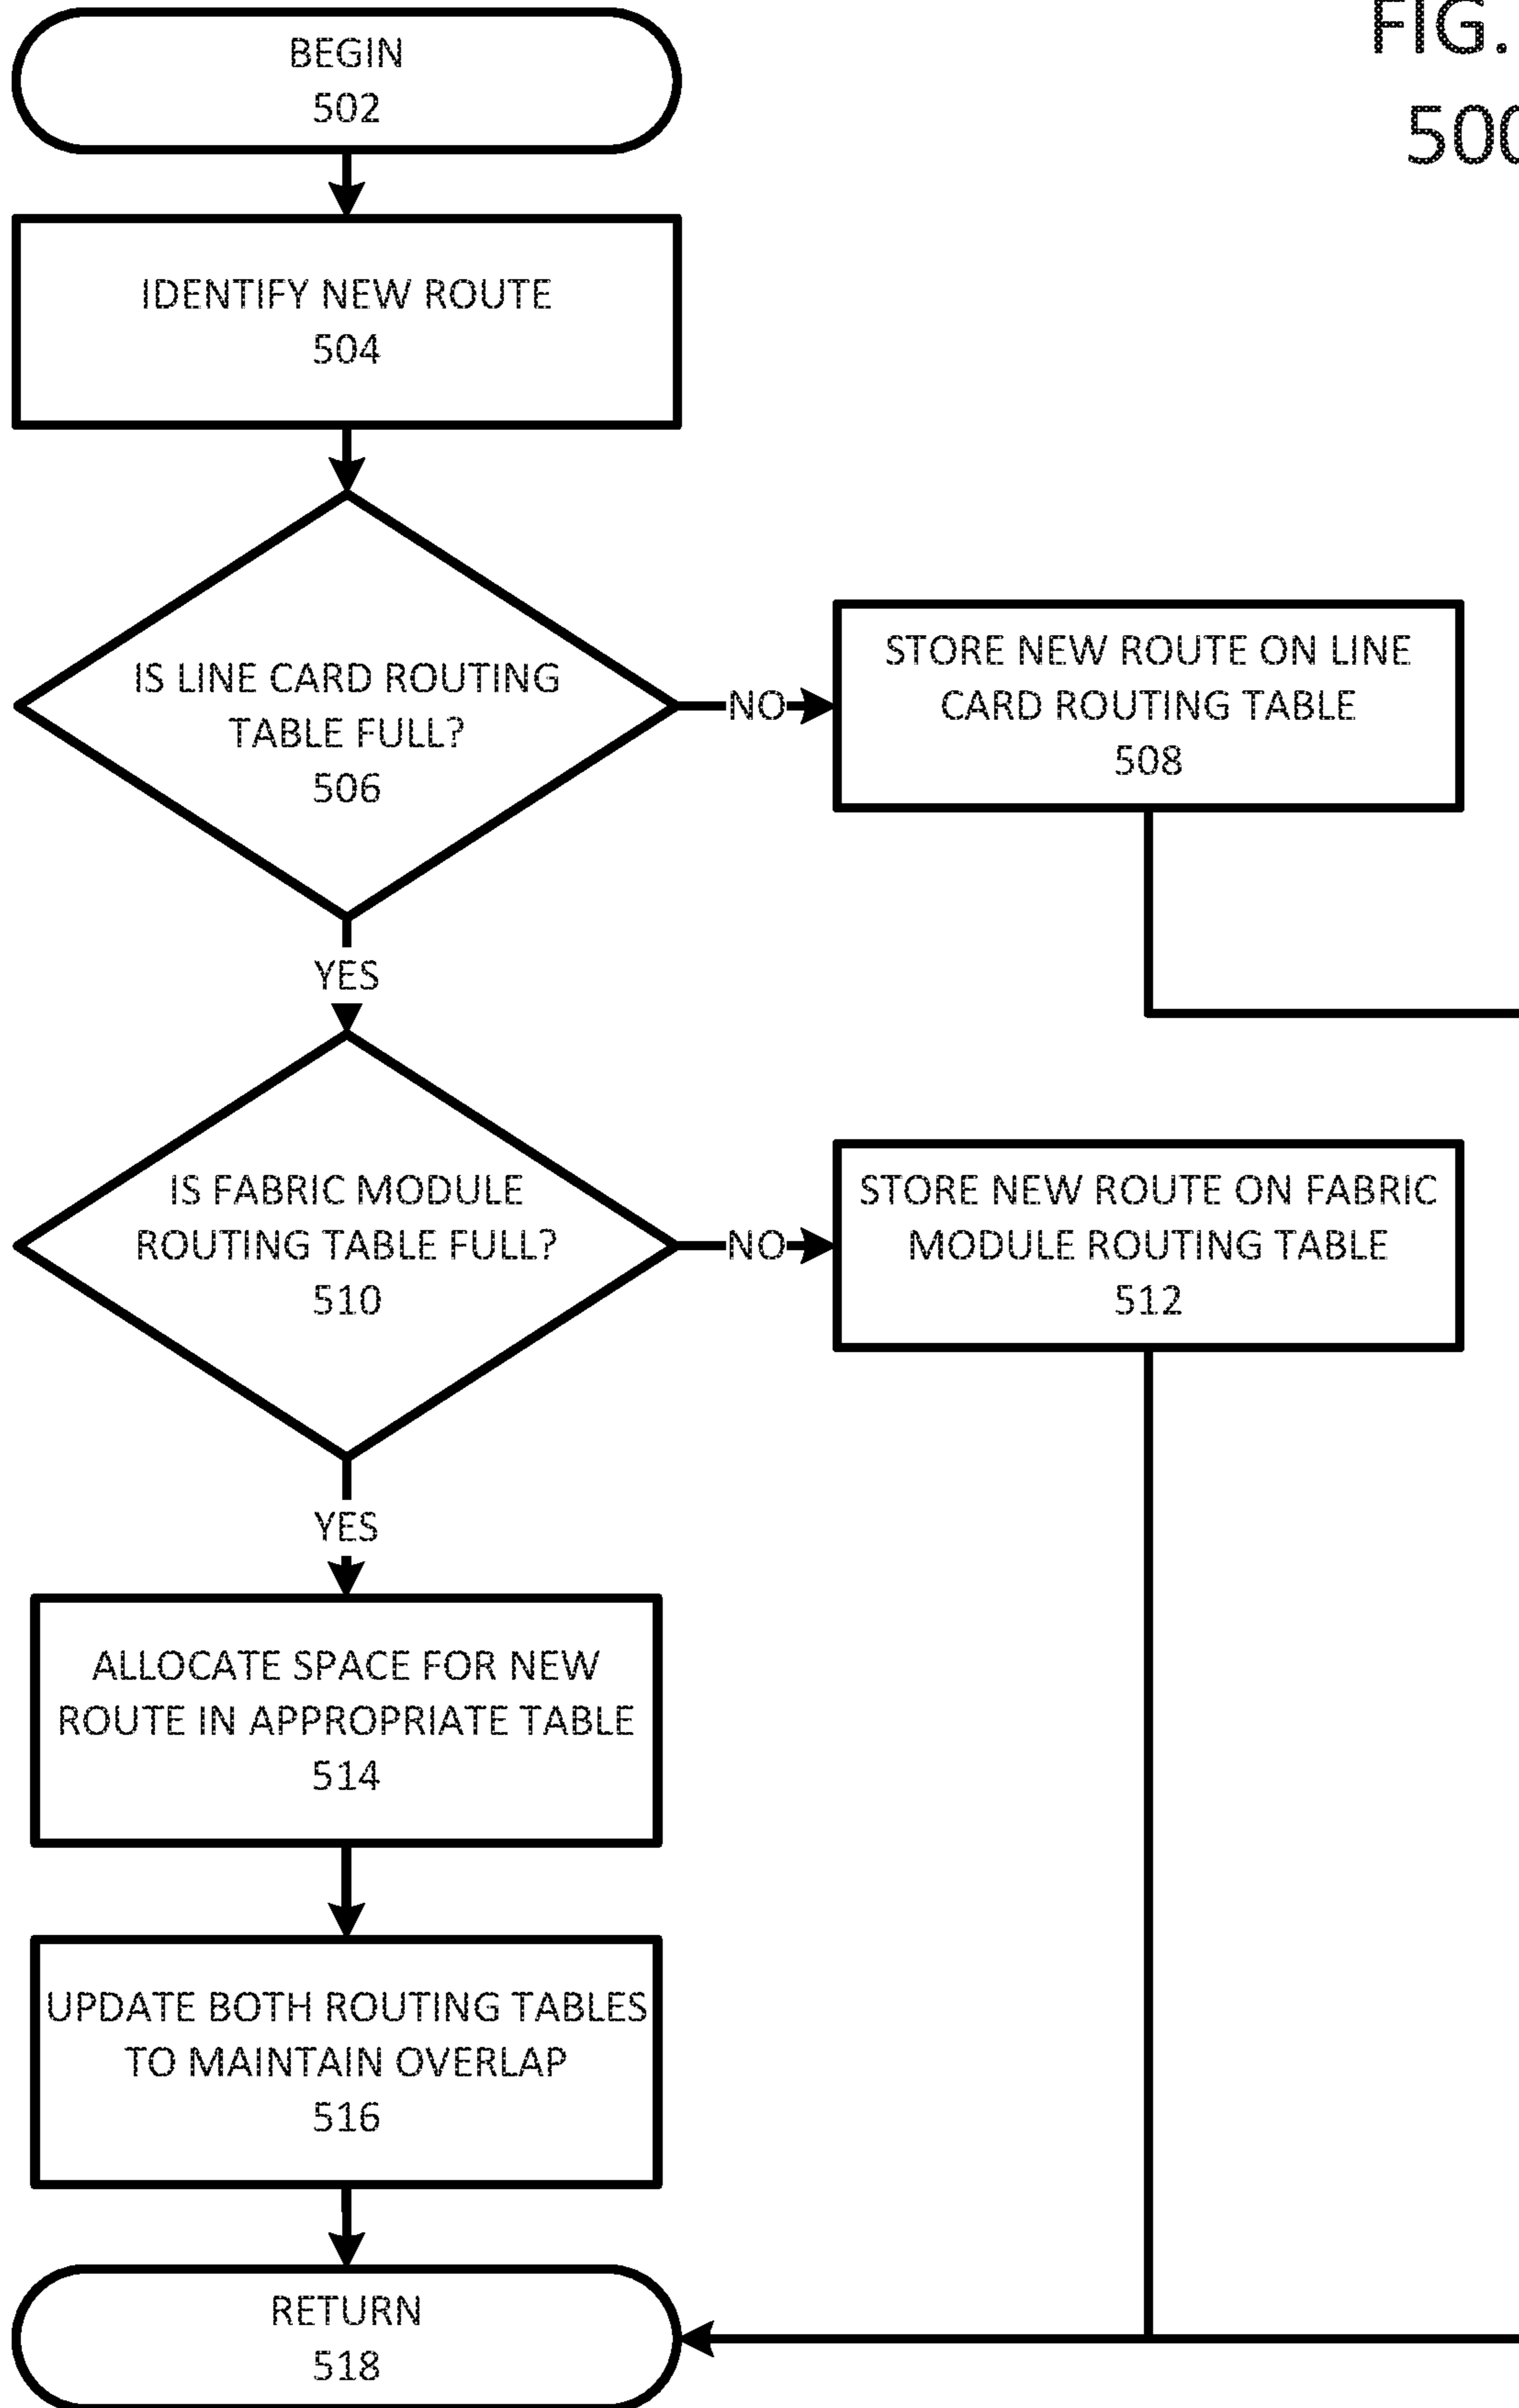 FIG.
500
BEGIN
502
IDENTIFY NEW ROUTE
504
IS LINE CARD ROUTING
TABLE FULL?
506
NO
STORE NEW ROUTE ON LINE
CARD ROUTING TABLE
508
YES
IS FABRIC MODULE
ROUTING TABLE FULL?
510
NO
STORE NEW ROUTE ON FABRIC
MODULE ROUTING TABLE
512
YES
ALLOCATE SPACE FOR NEW
ROUTE IN APPROPRIATE TABLE
514
UPDATE BOTH ROUTING TABLES
TO MAINTAIN OVERLAP
516
RETURN
518